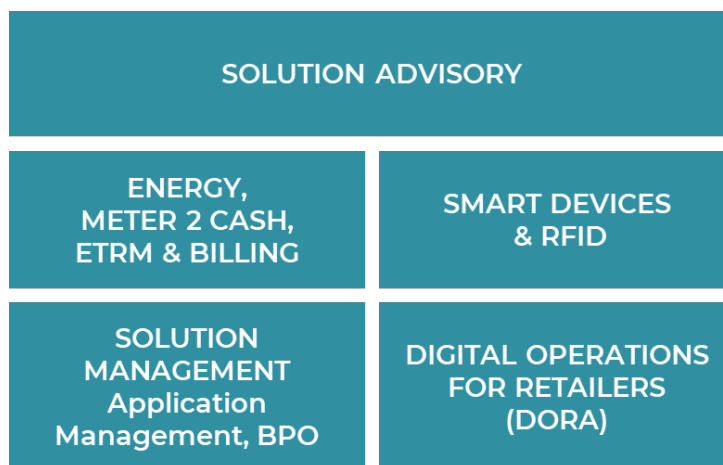 SOLUTION ADVISORY
ENERGY,
METER 2 CASH,
ETRM & BILLING
SMART DEVICES
& RFID
SOLUTION
MANAGEMENT
Application
Management, BPO
DIGITAL OPERATIONS
FOR RETAILERS
(DORA)